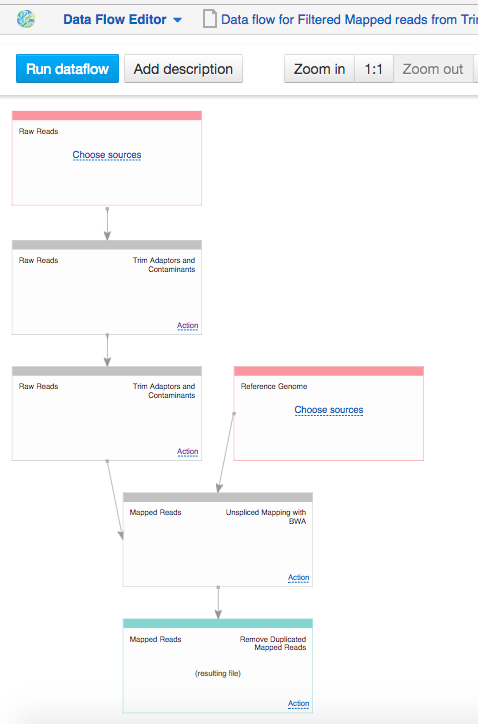 Data Flow Editor
Data flow for Filtered Mapped reads from Tri
Run dataflow
Add description
Zoom in
1:1
Zoom out
Raw Reads
Choose sources
Raw Reads
Trim Adaptors and
Contaminants
Action
Raw Reads
Trim Adaptors and
Contaminants
Action
Reference Genome
Choose sources
Mapped Reads
Unspliced Mapping with
BWA
Action
Mapped Reads
Remove Duplicated
Mapped Reads
(resulting file)
Action